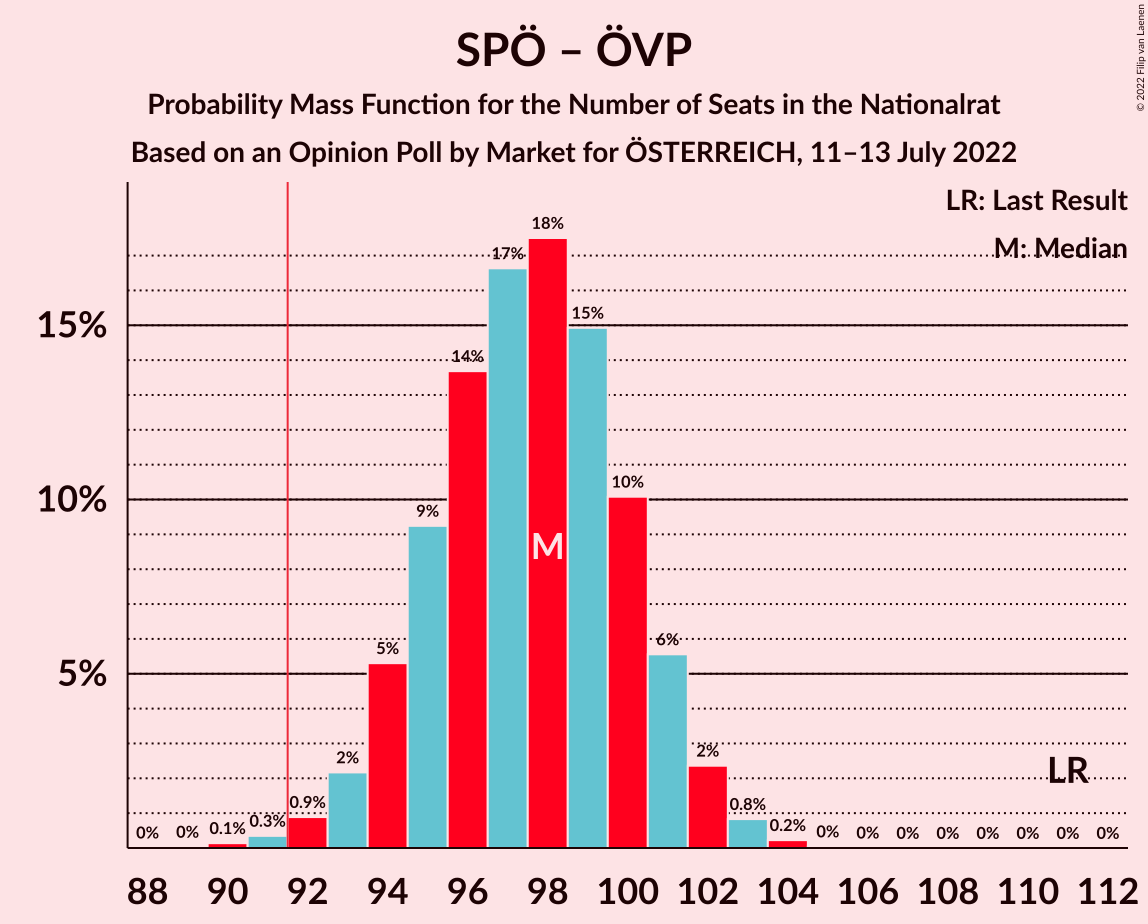 SPÖ – ÖVP
Probability Mass Function for the Number of Seats in the Nationalrat
Based on an Opinion Poll by Market for ÖSTERREICH, 11–13 July 2022
© 2022 Filip van Laenen
LR: Last Result
M: Median
15%
10%
5%
0% 0% 0.1% 0.3% 0.9% 2% 5% 9% 14% 17% 18% 15% 10% 6% 2% 0.8% 0.2% 0% 0% 0% 0% 0% 0% 0% 0%
M
LR
88 90 92 94 96 98 100 102 104 106 108 110 112